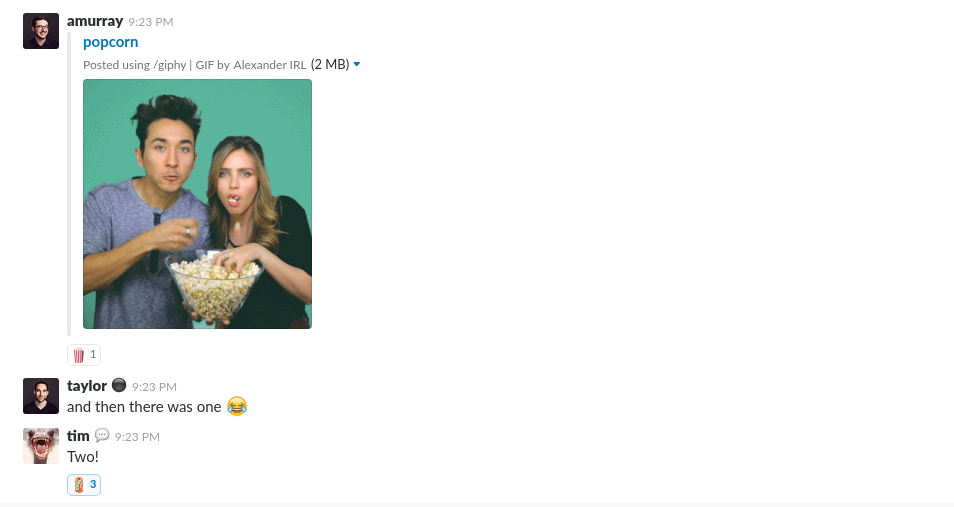 amurray 9:23 PM
popcorn
Posted using /giphy | GIF by Alexander IRL (2 MB)
1
taylor 9:23 PM
and then there was one 😂
tim 9:23 PM
Two!
3